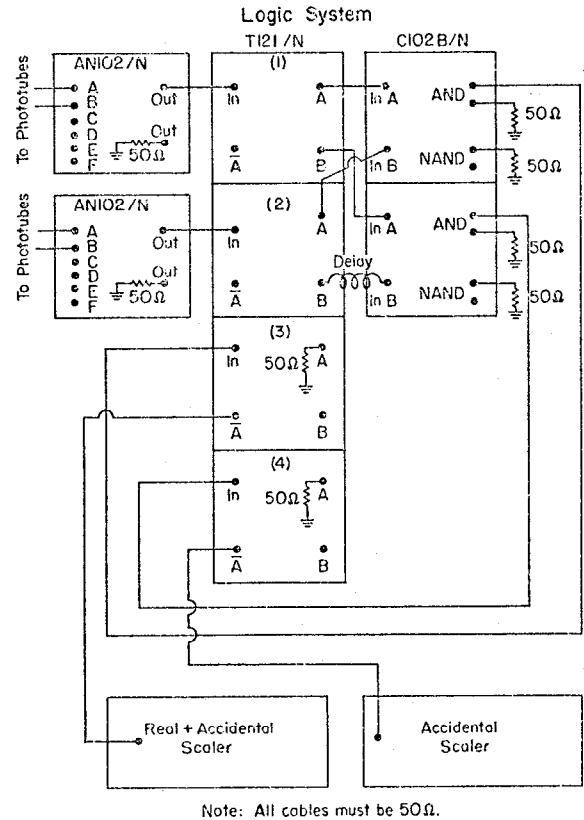 Logic System
AN102/N
T121/N
C102B/N
To Phototubes
A
B
C
D
E
F
Out
Out
50Ω
(1)
In
A
A̅
B
In A
AND
50Ω
In B
NAND
50Ω
AN102/N
To Phototubes
A
B
C
D
E
F
Out
Out
50Ω
(2)
In
A
A̅
B
Delay
In A
AND
50Ω
In B
NAND
50Ω
(3)
In
50Ω
A
A̅
B
(4)
In
50Ω
A
A̅
B
Real + Accidental
Scaler
Accidental
Scaler
Note: All cables must be 50Ω.